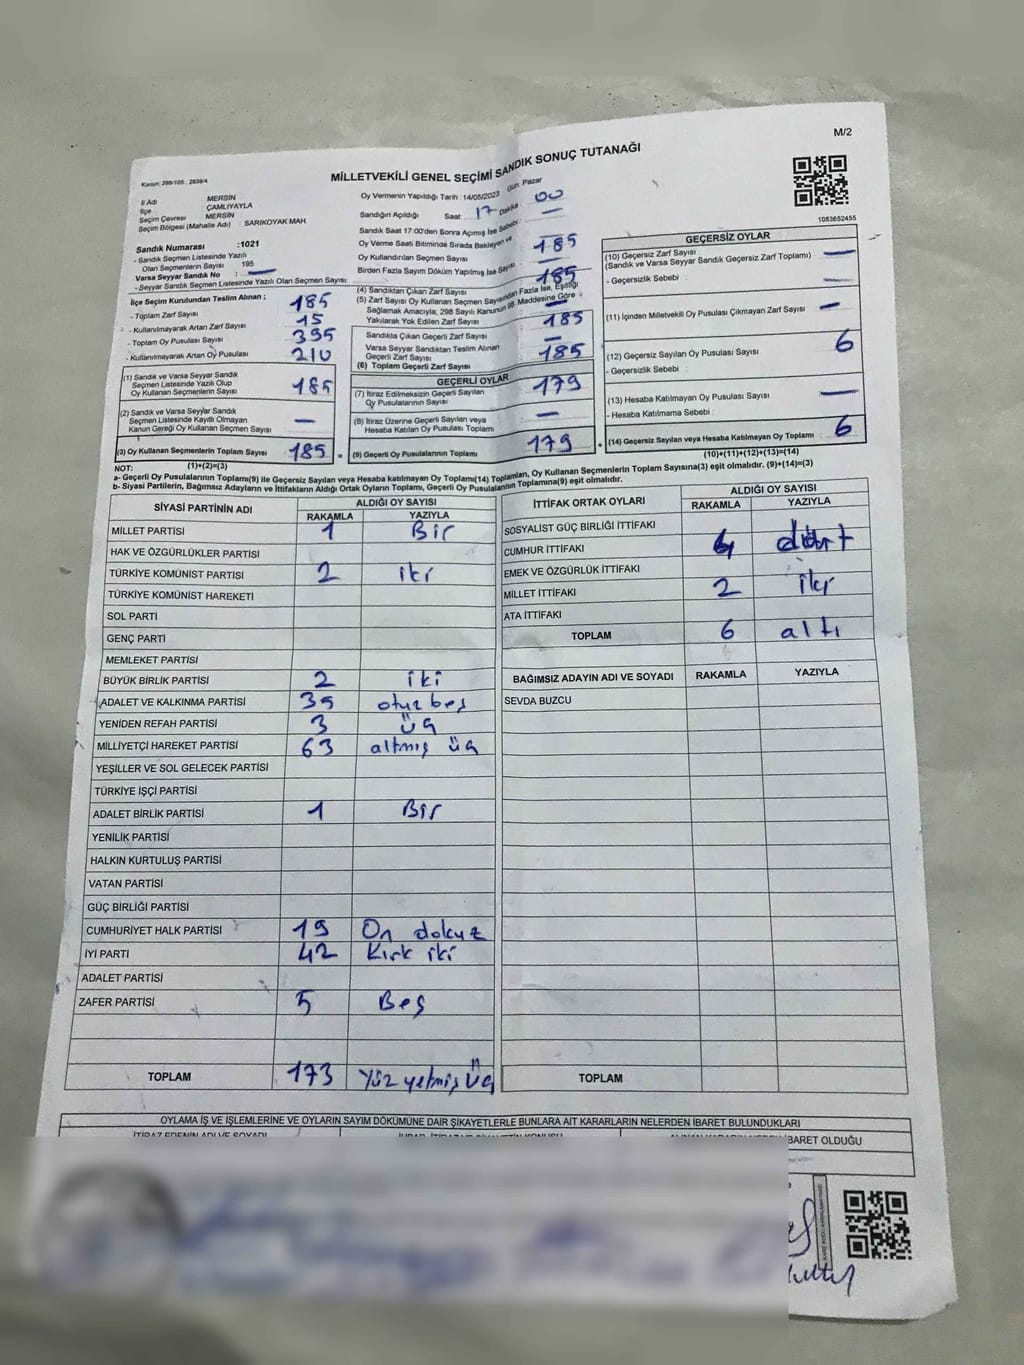 M/2
Kanun: 298/105 , 2839/4
MİLLETVEKİLİ GENEL SEÇİMİ SANDIK SONUÇ TUTANAĞI
1083652455
İl Adı MERSİN
İlçe ÇAMLIYAYLA
Seçim Çevresi MERSİN
Seçim Bölgesi (Mahalle Adı) : SARIKOYAK MAH.
Sandık Numarası :1021
- Sandık Seçmen Listesinde Yazılı
Olan Seçmenlerin Sayısı 195
Varsa Seyyar Sandık No : —
- Seyyar Sandık Seçmen Listesinde Yazılı Olan Seçmen Sayısı:
İlçe Seçim Kurulundan Teslim Alınan ;
- Toplam Zarf Sayısı 185
- Kullanılmayarak Artan Zarf Sayısı 15
- Toplam Oy Pusulası 395
- Kullanılmayarak Artan Oy Pusulası 210
(1) Sandık ve Varsa Seyyar Sandık
Seçmen Listesinde Yazılı Olup
Oy Kullanan Seçmenlerin Sayısı 185
(2) Sandık ve Varsa Seyyar Sandık
Seçmen Listesinde Kayıtlı Olmayan
Kanun Gereği Oy Kullanan Seçmen Sayısı —
(3) Oy Kullanan Seçmenlerin Toplam Sayısı 185 =
(1)+(2)=(3)
Oy Vermenin Yapıldığı Tarih : 14/05/2023 Gün: Pazar
Sandığın Açıldığı Saat: 17 Dakika : 00
Sandık Saat 17:00'den Sonra Açımış İse Sebebi : —
Oy Verme Saati Bitiminde Sırada Bekleyen ve
Oy Kullandırılan Seçmen Sayısı 185
Birden Fazla Sayım Döküm Yapılmış İse Sayısı : —
(4) Sandıktan Çıkan Zarf Sayısı 185
(5) Zarf Sayısı Oy Kullanan Seçmen Sayısından Fazla İse, Eşitliği
Sağlamak Amacıyla, 298 Sayılı Kanunun 98. Maddesine Göre
Yakılarak Yok Edilen Zarf Sayısı —
Sandıkta Çıkan Geçerli Zarf Sayısı 185
Varsa Seyyar Sandıktan Teslim Alınan
Geçerli Zarf Sayısı —
(6) Toplam Geçerli Zarf Sayısı 185
GEÇERLİ OYLAR
(7) İtiraz Edilmeksizin Geçerli Sayılan
Oy Pusulalarının Sayısı 179
(8) İtiraz Üzerine Geçerli Sayılan veya
Hesaba Katılan Oy Pusulası Toplamı —
(9) Geçerli Oy Pusulalarının Toplamı 179 +
GEÇERSİZ OYLAR
(10) Geçersiz Zarf Sayısı
(Sandık ve Varsa Seyyar Sandık Geçersiz Zarf Toplamı) —
- Geçersizlik Sebebi : —
(11) İçinden Milletvekili Oy Pusulası Çıkmayan Zarf Sayısı —
(12) Geçersiz Sayılan Oy Pusulası Sayısı 6
- Geçersizlik Sebebi :
(13) Hesaba Katılmayan Oy Pusulası Sayısı —
- Hesaba Katılmama Sebebi :
(14) Geçersiz Sayılan veya Hesaba Katılmayan Oy Toplamı : 6
(10)+(11)+(12)+(13)=(14)
NOT:
a- Geçerli Oy Pusulalarının Toplamı(9) ile Geçersiz Sayılan veya Hesaba Katılmayan Oy Toplamı(14) Toplamları, Oy Kullanan Seçmenlerin Toplam Sayısına(3) eşit olmalıdır. (9)+(14)=(3)
b- Siyasi Partilerin, Bağımsız Adayların ve İttifakların Aldığı Ortak Oyların Toplamı, Geçerli Oy Pusulalarının Toplamına(9) eşit olmalıdır.
SİYASİ PARTİNİN ADI ALDIĞI OY SAYISI
RAKAMLA YAZIYLA
MİLLET PARTİSİ 1 Bir
HAK VE ÖZGÜRLÜKLER PARTİSİ
TÜRKİYE KOMÜNİST PARTİSİ 2 iki
TÜRKİYE KOMÜNİST HAREKETİ
SOL PARTİ
GENÇ PARTİ
MEMLEKET PARTİSİ
BÜYÜK BİRLİK PARTİSİ 2 iki
ADALET VE KALKINMA PARTİSİ 35 otuz beş
YENİDEN REFAH PARTİSİ 3 üç
MİLLİYETÇİ HAREKET PARTİSİ 63 altmış üç
YEŞİLLER VE SOL GELECEK PARTİSİ
TÜRKİYE İŞÇİ PARTİSİ
ADALET BİRLİK PARTİSİ 1 Bir
YENİLİK PARTİSİ
HALKIN KURTULUŞ PARTİSİ
VATAN PARTİSİ
GÜÇ BİRLİĞİ PARTİSİ
CUMHURİYET HALK PARTİSİ 19 On dokuz
İYİ PARTİ 42 Kırk iki
ADALET PARTİSİ
ZAFER PARTİSİ 5 Beş
TOPLAM 173 Yüz yetmiş üç
İTTİFAK ORTAK OYLARI ALDIĞI OY SAYISI
RAKAMLA YAZIYLA
SOSYALİST GÜÇ BİRLİĞİ İTTİFAKI
CUMHUR İTTİFAKI 4 dört
EMEK VE ÖZGÜRLÜK İTTİFAKI
MİLLET İTTİFAKI 2 iki
ATA İTTİFAKI
TOPLAM 6 altı
BAĞIMSIZ ADAYIN ADI VE SOYADI RAKAMLA YAZIYLA
SEVDA BUZCU
TOPLAM
OYLAMA İŞ VE İŞLEMLERİNE VE OYLARIN SAYIM DÖKÜMÜNE DAİR ŞİKAYETLERLE BUNLARA AİT KARARLARIN NELERDEN İBARET BULUNDUKLARI
İTİRAZ EDENİN ADI VE SOYADI
BARET OLDUĞU